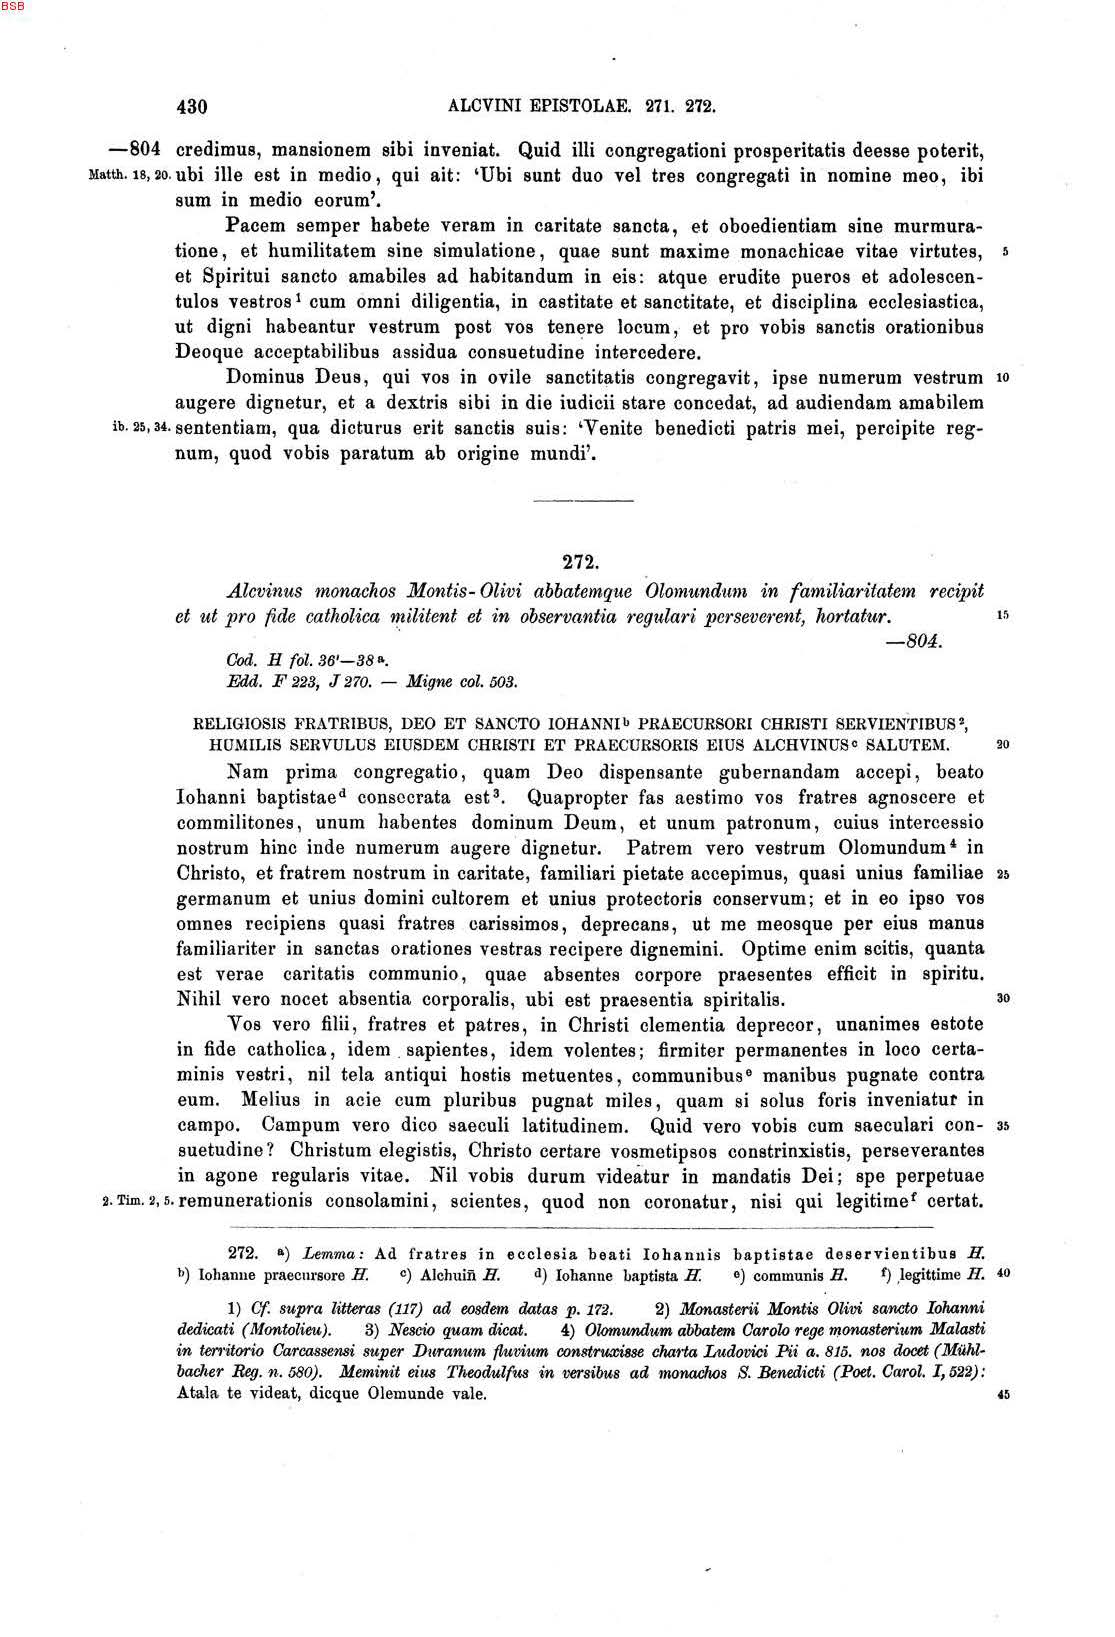 BSB
430 ALCVINI EPISTOLAE. 271. 272.
—804 credimus, mansionem sibi inveniat. Quid illi congregationi prosperitatis deesse poterit,
Matth. 18, 20. ubi ille est in medio, qui ait: ‘Ubi sunt duo vel tres congregati in nomine meo, ibi
sum in medio eorum’.
Pacem semper habete veram in caritate sancta, et oboedientiam sine murmura-
tione, et humilitatem sine simulatione, quae sunt maxime monachicae vitae virtutes, 5
et Spiritui sancto amabiles ad habitandum in eis: atque erudite pueros et adolescen-
tulos vestros¹ cum omni diligentia, in castitate et sanctitate, et disciplina ecclesiastica,
ut digni habeantur vestrum post vos tenere locum, et pro vobis sanctis orationibus
Deoque acceptabilibus assidua consuetudine intercedere.
Dominus Deus, qui vos in ovile sanctitatis congregavit, ipse numerum vestrum 10
augere dignetur, et a dextris sibi in die iudicii stare concedat, ad audiendam amabilem
ib. 25, 34. sententiam, qua dicturus erit sanctis suis: ‘Venite benedicti patris mei, percipite reg-
num, quod vobis paratum ab origine mundi’.
272.
Alcvinus monachos Montis-Olivi abbatemque Olomundum in familiaritatem recipit
et ut pro fide catholica militent et in observantia regulari perseverent, hortatur. 15
—804.
Cod. H fol. 36'—38 ᵃ.
Edd. F 223, J 270. — Migne col. 503.
RELIGIOSIS FRATRIBUS, DEO ET SANCTO IOHANNIᵇ PRAECURSORI CHRISTI SERVIENTIBUS²,
HUMILIS SERVULUS EIUSDEM CHRISTI ET PRAECURSORIS EIUS ALCHVINUSᶜ SALUTEM. 20
Nam prima congregatio, quam Deo dispensante gubernandam accepi, beato
Iohanni baptistaeᵈ consecrata est³. Quapropter fas aestimo vos fratres agnoscere et
commilitones, unum habentes dominum Deum, et unum patronum, cuius intercessio
nostrum hinc inde numerum augere dignetur. Patrem vero vestrum Olomundum⁴ in
Christo, et fratrem nostrum in caritate, familiari pietate accepimus, quasi unius familiae 25
germanum et unius domini cultorem et unius protectoris conservum; et in eo ipso vos
omnes recipiens quasi fratres carissimos, deprecans, ut me meosque per eius manus
familiariter in sanctas orationes vestras recipere dignemini. Optime enim scitis, quanta
est verae caritatis communio, quae absentes corpore praesentes efficit in spiritu.
Nihil vero nocet absentia corporalis, ubi est praesentia spiritalis. 30
Vos vero filii, fratres et patres, in Christi clementia deprecor, unanimes estote
in fide catholica, idem sapientes, idem volentes; firmiter permanentes in loco certa-
minis vestri, nil tela antiqui hostis metuentes, communibusᵉ manibus pugnate contra
eum. Melius in acie cum pluribus pugnat miles, quam si solus foris inveniatur in
campo. Campum vero dico saeculi latitudinem. Quid vero vobis cum saeculari con- 35
suetudine? Christum elegistis, Christo certare vosmetipsos constrinxistis, perseverantes
in agone regularis vitae. Nil vobis durum videatur in mandatis Dei; spe perpetuae
2. Tim. 2, 5. remunerationis consolamini, scientes, quod non coronatur, nisi qui legitimeᶠ certat.
272. ᵃ) Lemma: Ad fratres in ecclesia beati Iohannis baptistae deservientibus H.
ᵇ) Iohanne praecursore H. ᶜ) Alchuin̄ H. ᵈ) Iohanne baptista H. ᵉ) communis H. ᶠ) legittime H. 40
1) Cf. supra litteras (117) ad eosdem datas p. 172. 2) Monasterii Montis Olivi sancto Iohanni
dedicati (Montolieu). 3) Nescio quam dicat. 4) Olomundum abbatem Carolo rege monasterium Malasti
in territorio Carcassensi super Duranum fluvium construxisse charta Ludovici Pii a. 815. nos docet (Mühl-
bacher Reg. n. 580). Meminit eius Theodulfus in versibus ad monachos S. Benedicti (Poet. Carol. I, 522):
Atala te videat, dicque Olemunde vale. 45